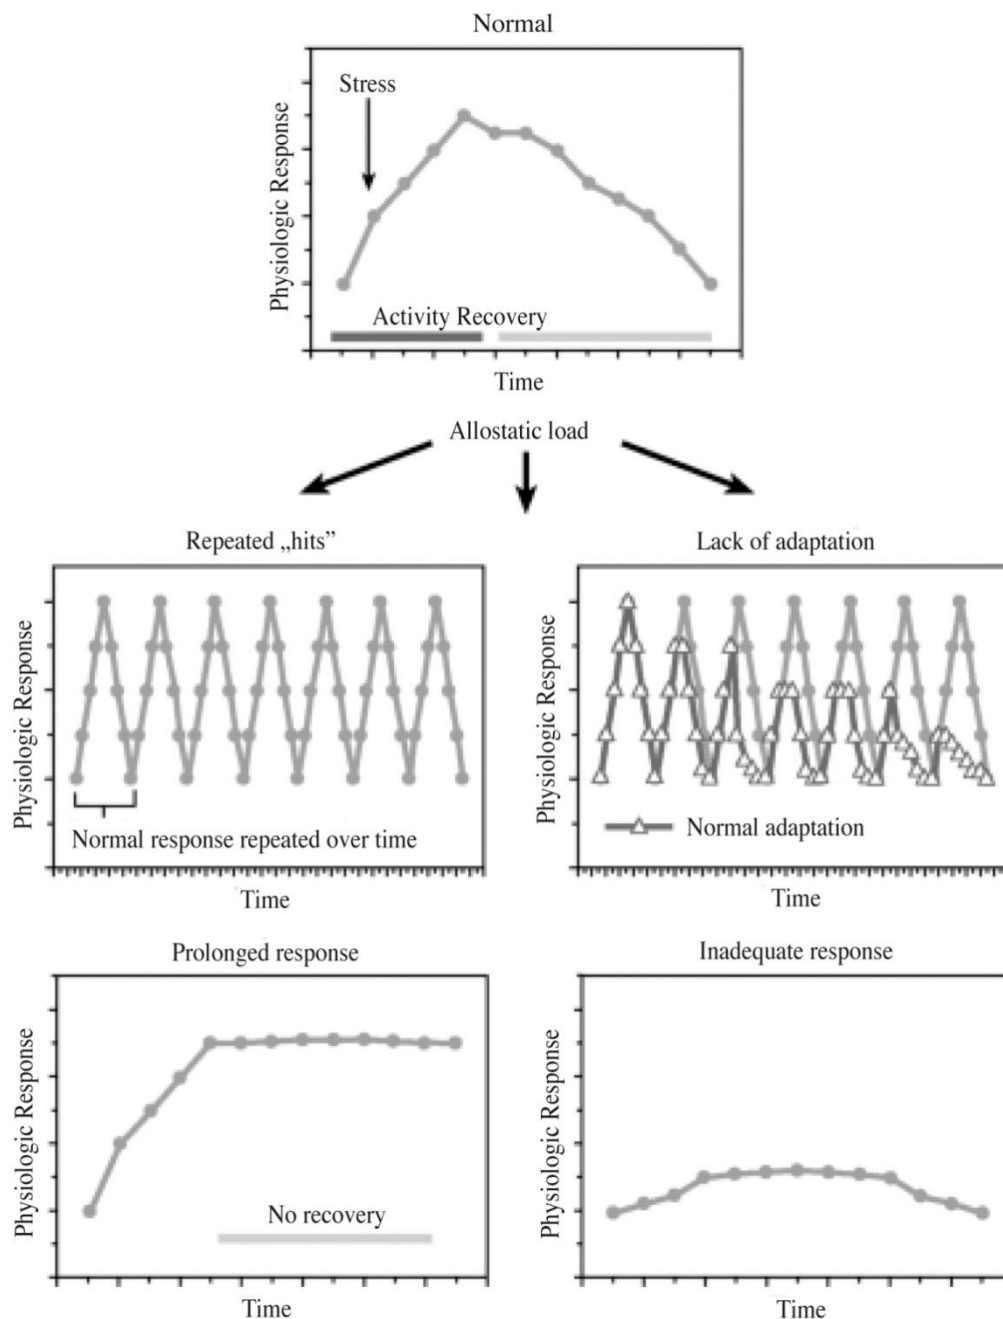 Normal
Stress
Physiologic Response
Activity Recovery
Time
Allostatic load
Repeated „hits”
Physiologic Response
Normal response repeated over time
Time
Lack of adaptation
Physiologic Response
Normal adaptation
Time
Prolonged response
Physiologic Response
No recovery
Time
Inadequate response
Physiologic Response
Time